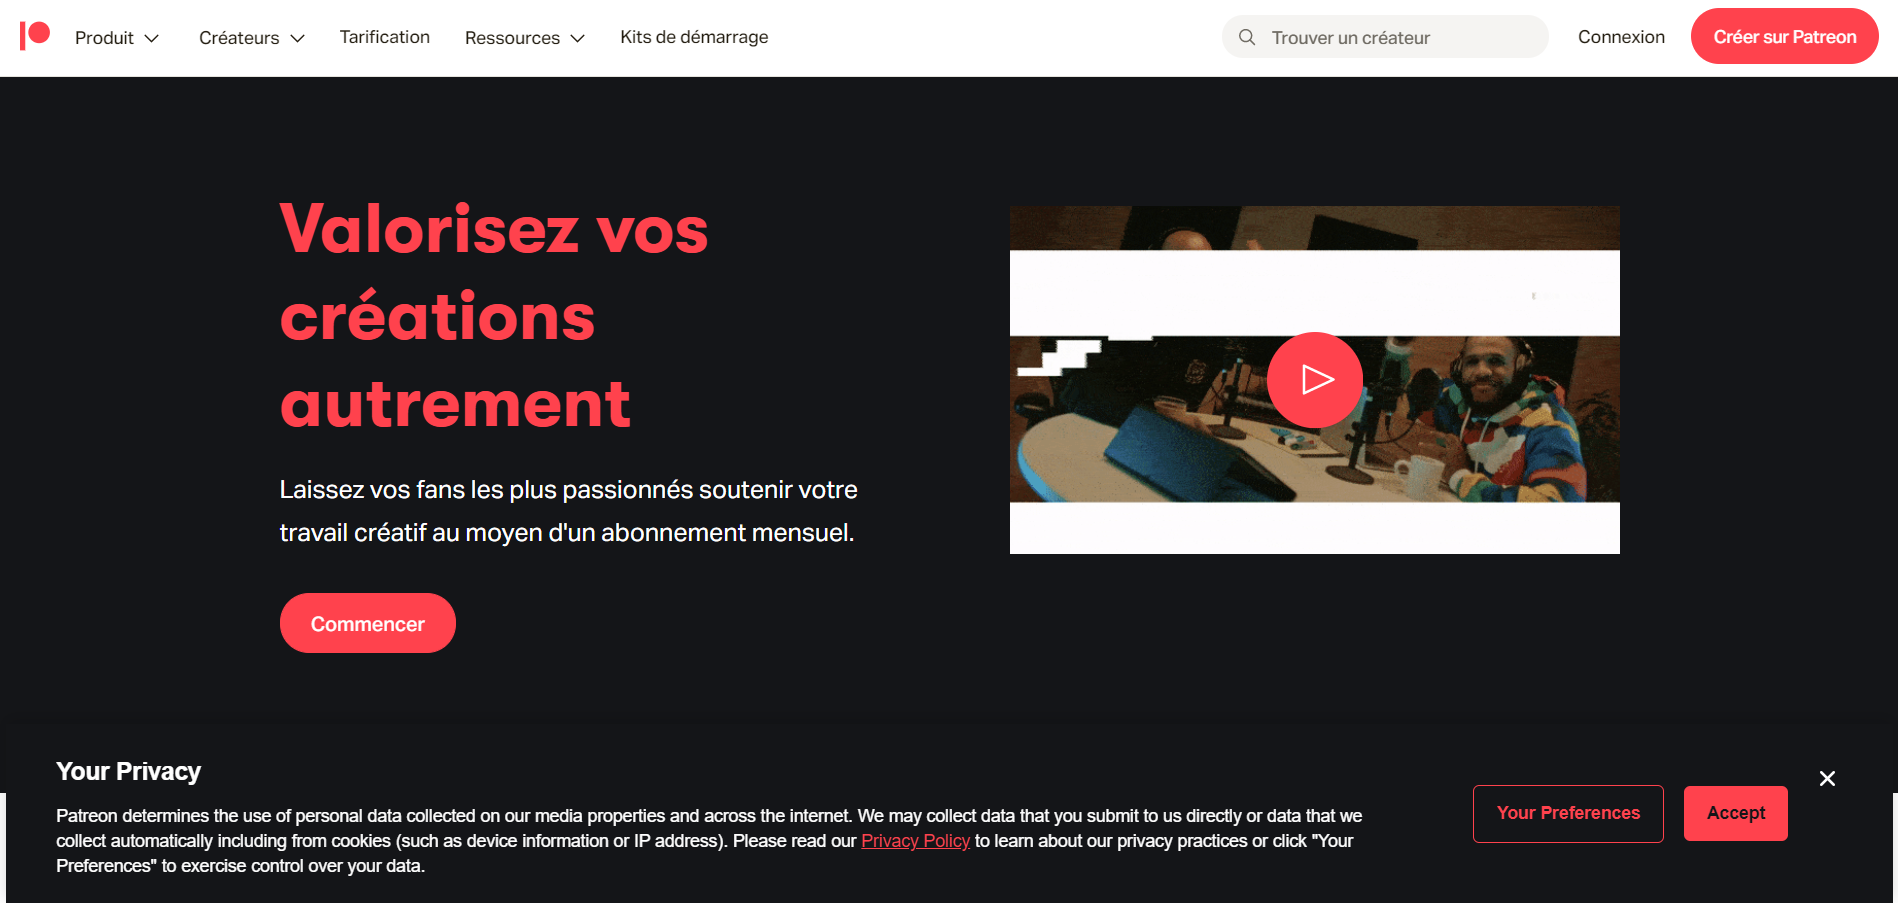 Produit
Créateurs
Tarification
Ressources
Kits de démarrage
Trouver un créateur
Connexion
Créer sur Patreon
Valorisez vos
créations
autrement
Laissez vos fans les plus passionnés soutenir votre
travail créatif au moyen d'un abonnement mensuel.
Commencer
Your Privacy
Patreon determines the use of personal data collected on our media properties and across the internet. We may collect data that you submit to us directly or data that we
collect automatically including from cookies (such as device information or IP address). Please read our Privacy Policy to learn about our privacy practices or click "Your
Preferences" to exercise control over your data.
Your Preferences
Accept